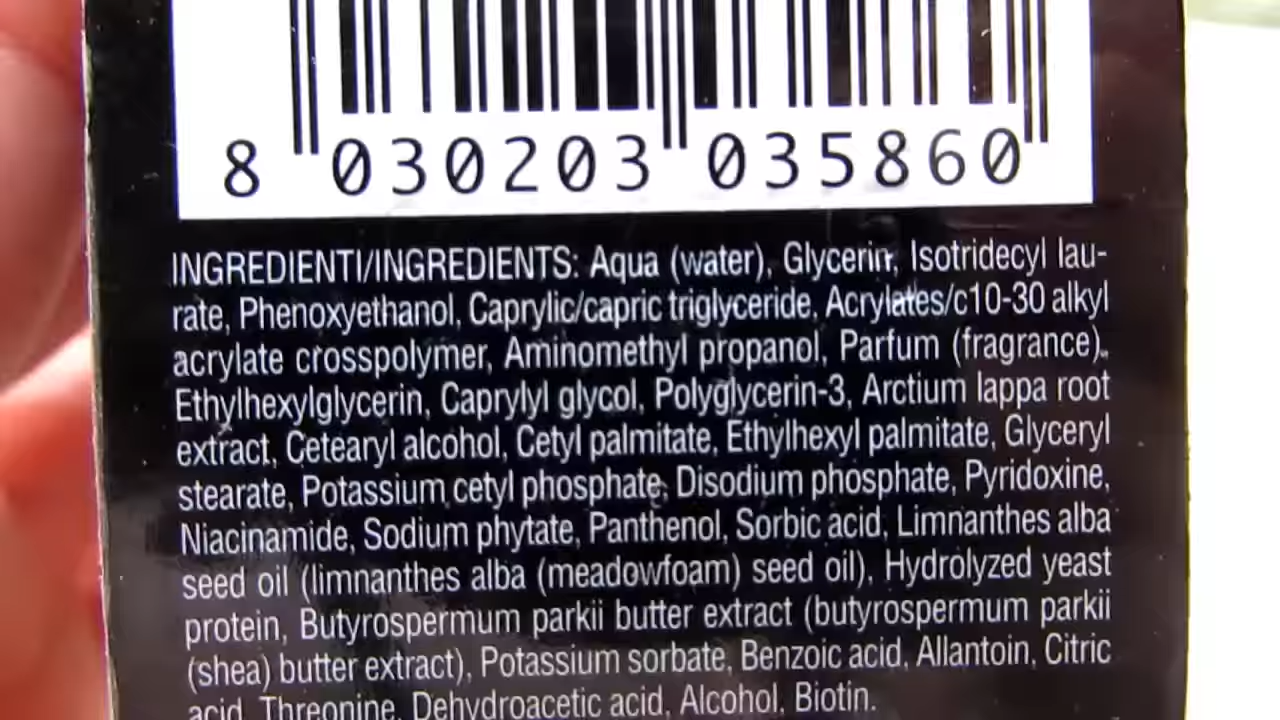 8 030203 035860
INGREDIENTI/INGREDIENTS: Aqua (water), Glycerin, Isotridecyl lau-
rate, Phenoxyethanol, Caprylic/capric triglyceride, Acrylates/c10-30 alkyl
acrylate crosspolymer, Aminomethyl propanol, Parfum (fragrance),
Ethylhexylglycerin, Caprylyl glycol, Polyglycerin-3, Arctium lappa root
extract, Cetearyl alcohol, Cetyl palmitate, Ethylhexyl palmitate, Glyceryl
stearate, Potassium cetyl phosphate, Disodium phosphate, Pyridoxine,
Niacinamide, Sodium phytate, Panthenol, Sorbic acid, Limnanthes alba
seed oil (limnanthes alba (meadowfoam) seed oil), Hydrolyzed yeast
protein, Butyrospermum parkii butter extract (butyrospermum parkii
(shea) butter extract), Potassium sorbate, Benzoic acid, Allantoin, Citric
acid, Threonine, Dehydroacetic acid, Alcohol, Biotin.